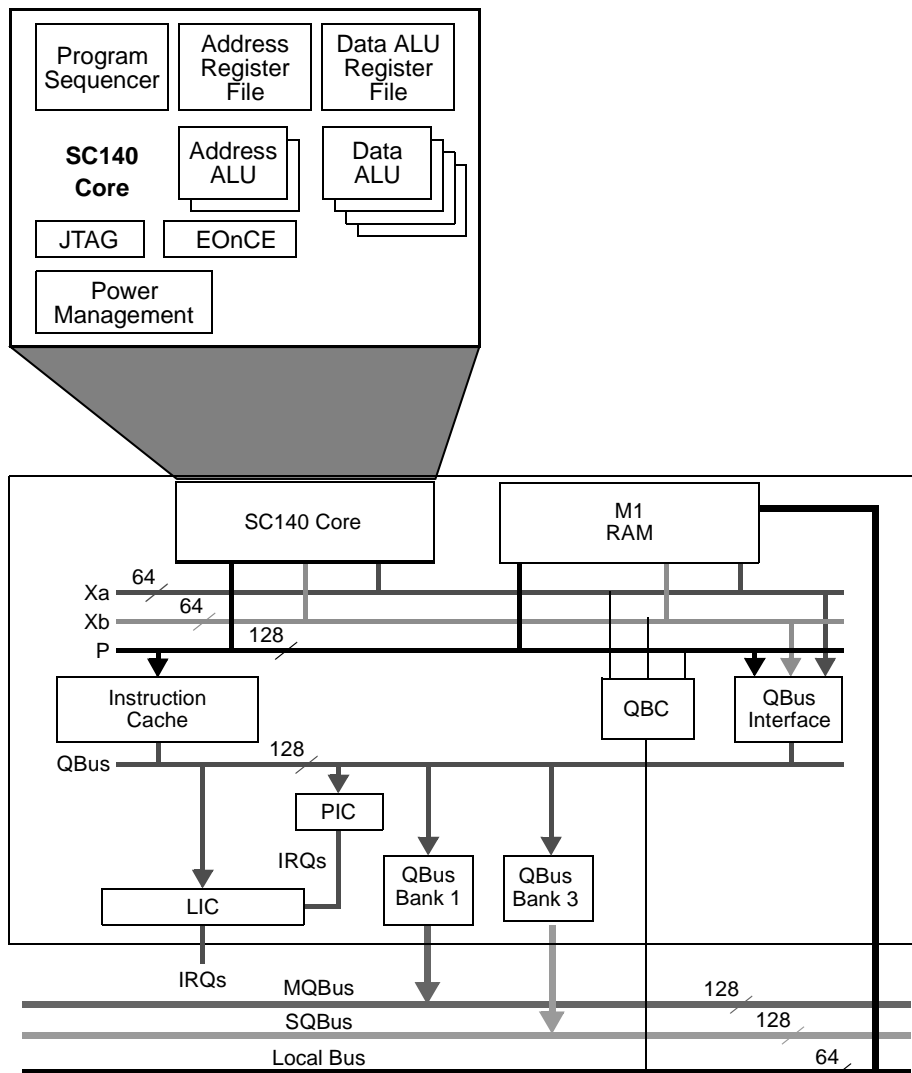 Program
Sequencer
Address
Register
File
Data ALU
Register
File
SC140
Core
Address
ALU
Data
ALU
JTAG
EOnCE
Power
Management
SC140 Core
M1
RAM
64
Xa
64
Xb
128
P
Instruction
Cache
QBC
QBus
Interface
128
QBus
PIC
IRQs
QBus
Bank 1
QBus
Bank 3
LIC
IRQs
MQBus
128
SQBus
128
Local Bus
64